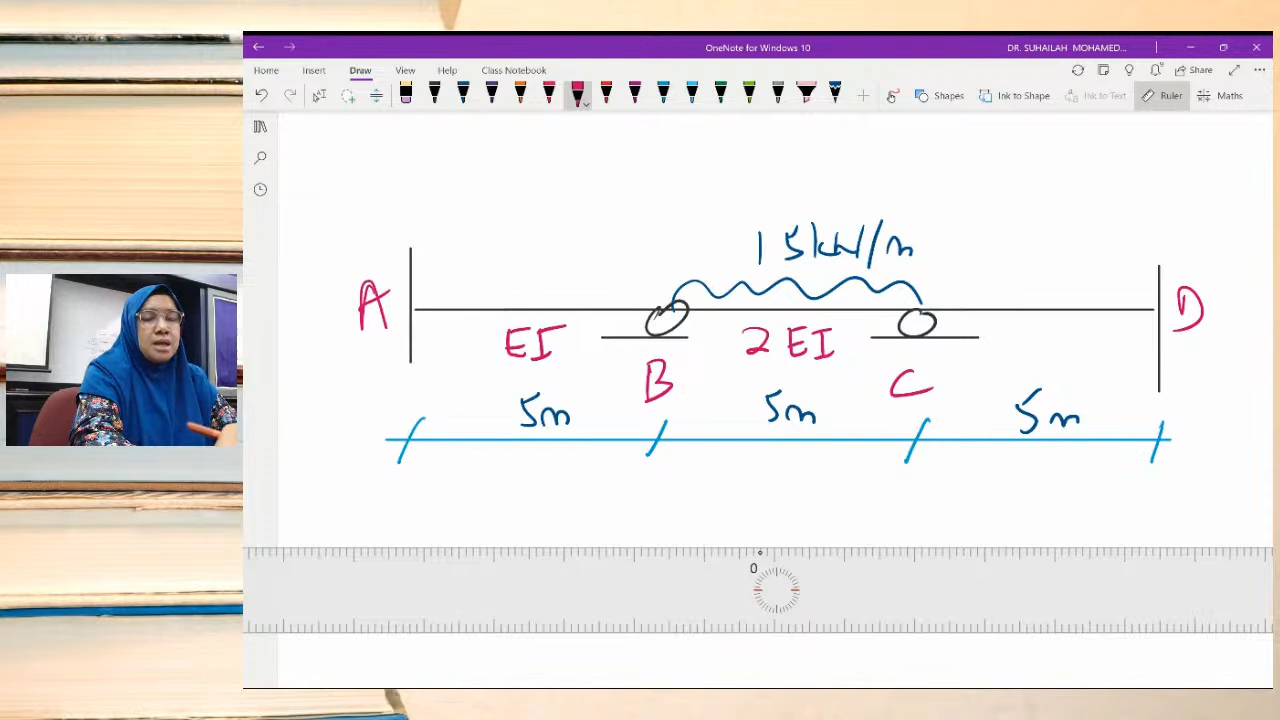 OneNote for Windows 10
DR. SUHAILAH MOHAMED...
Home Insert Draw View Help Class Notebook
Share
Shapes Ink to Shape Ink to Text Ruler Maths
15kN/m
A D
EI 2EI
B C
5m 5m 5m
0